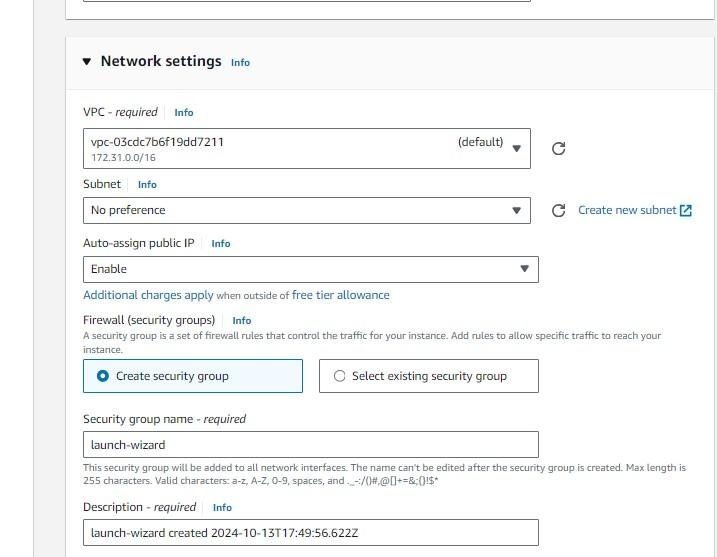 Network settings Info
VPC - required Info
vpc-03cdc7b6f19dd7211 (default)
172.31.0.0/16
Subnet Info
No preference Create new subnet
Auto-assign public IP Info
Enable
Additional charges apply when outside of free tier allowance
Firewall (security groups) Info
A security group is a set of firewall rules that control the traffic for your instance. Add rules to allow specific traffic to reach your
instance.
Create security group Select existing security group
Security group name - required
launch-wizard
This security group will be added to all network interfaces. The name can't be edited after the security group is created. Max length is
255 characters. Valid characters: a-z, A-Z, 0-9, spaces, and ._-:/()#,@[]+=&;{}!$*
Description - required Info
launch-wizard created 2024-10-13T17:49:56.622Z